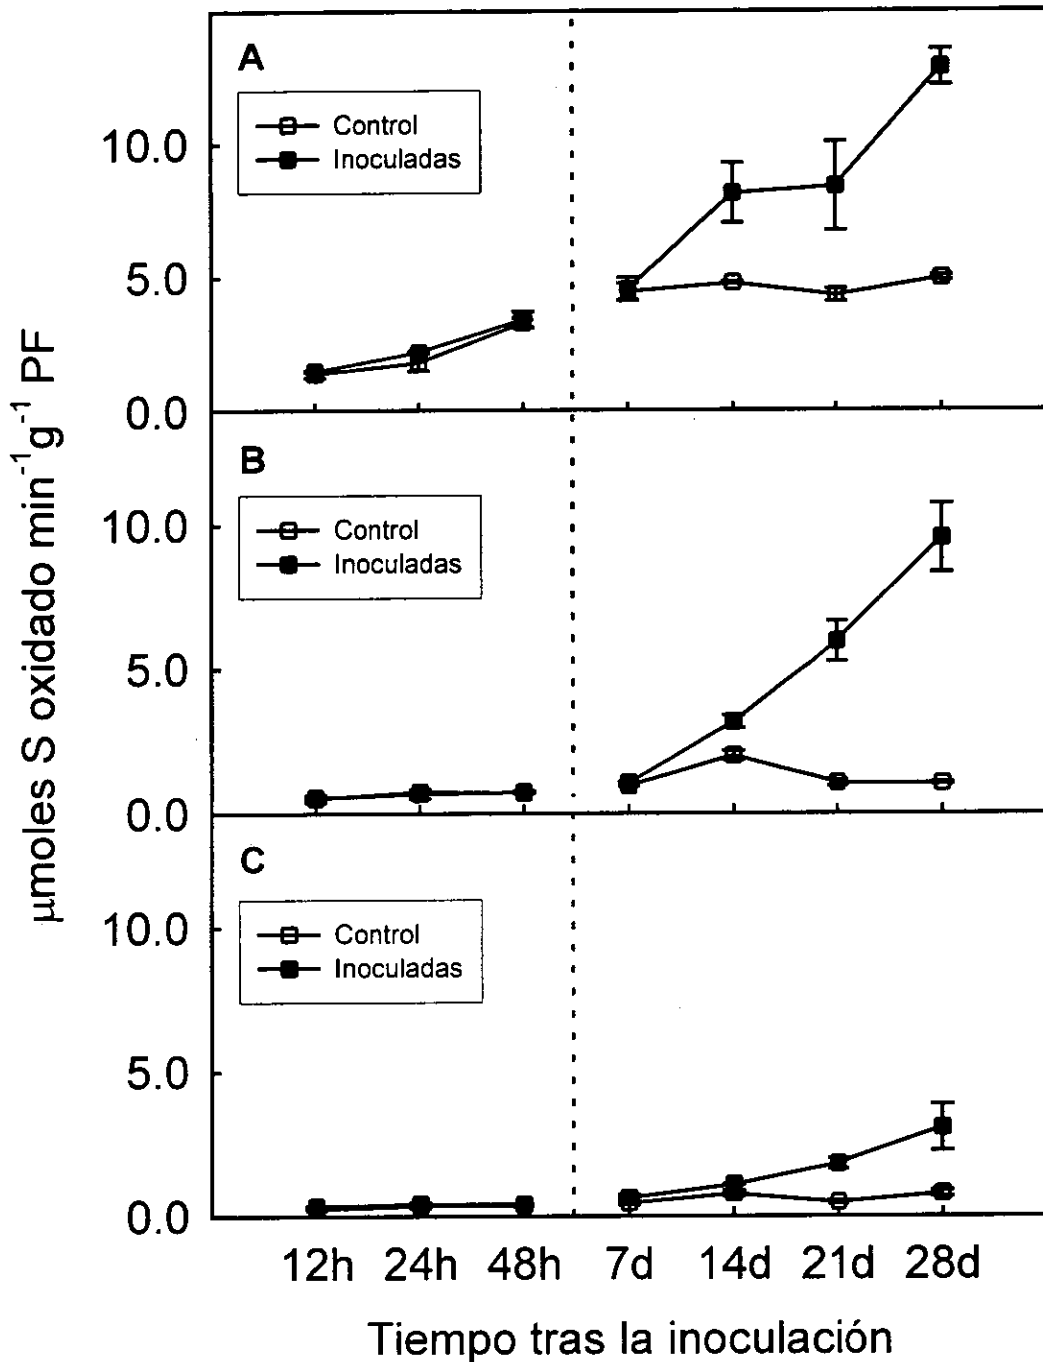 A
Control
Inoculadas
10.0
5.0
0.0
B
Control
Inoculadas
10.0
5.0
0.0
C
Control
Inoculadas
10.0
5.0
0.0
12h 24h 48h 7d 14d 21d 28d
Tiempo tras la inoculación
µmoles S oxidado min⁻¹g⁻¹ PF